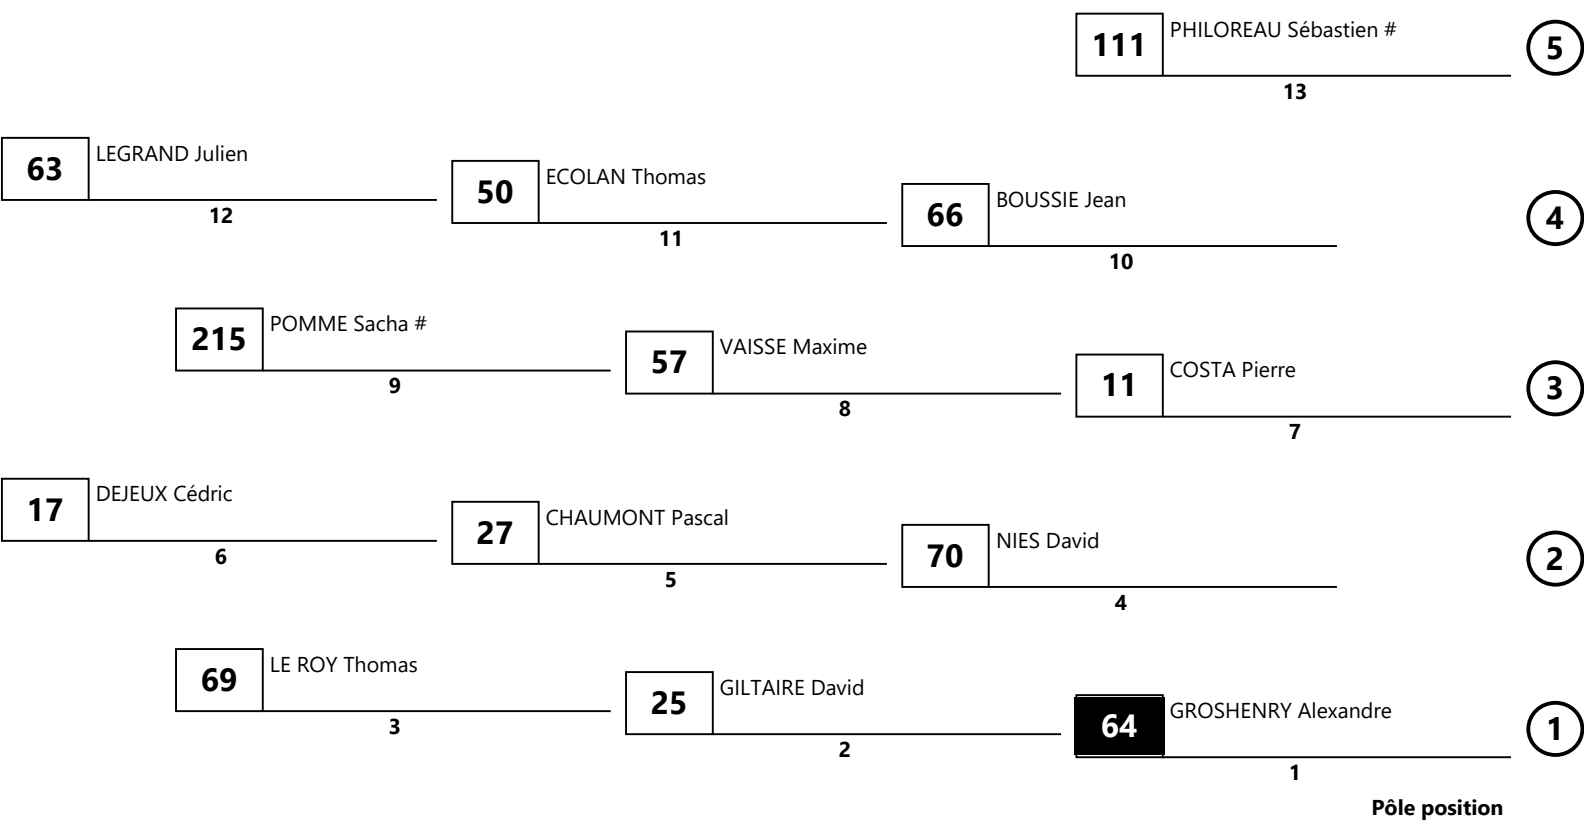 111 PHILOREAU Sébastien # 5
13
63 LEGRAND Julien
12
50 ECOLAN Thomas
11
66 BOUSSIE Jean 4
10
215 POMME Sacha #
9
57 VAISSE Maxime
8
11 COSTA Pierre 3
7
17 DEJEUX Cédric
6
27 CHAUMONT Pascal
5
70 NIES David 2
4
69 LE ROY Thomas
3
25 GILTAIRE David
2
64 GROSHENRY Alexandre 1
1
Pôle position